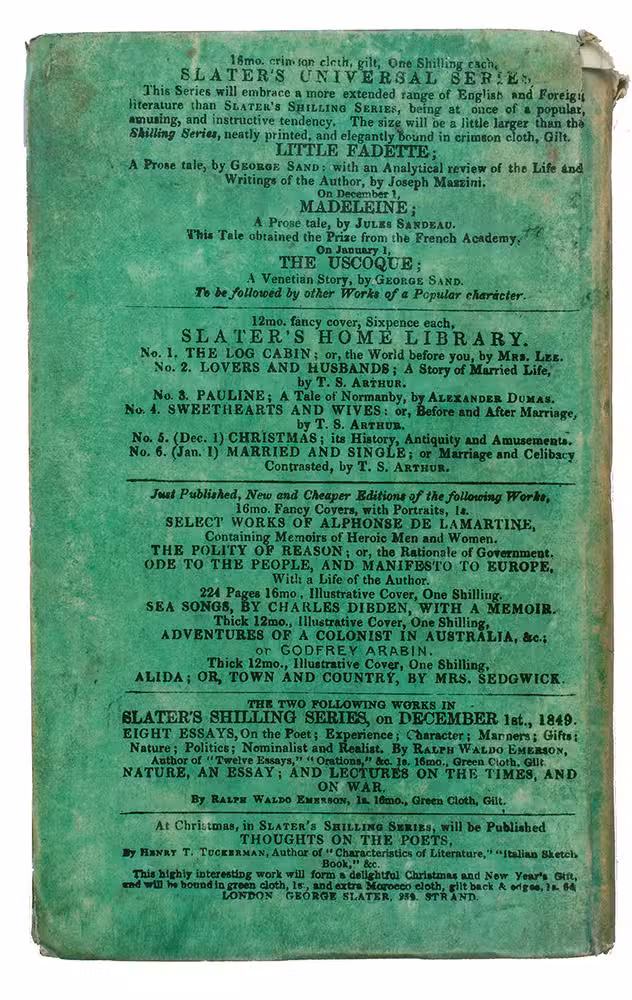 18mo. crimson cloth, gilt, One Shilling each,
SLATER'S UNIVERSAL SERIES,
This Series will embrace a more extended range of English and Foreign
literature than SLATER'S SHILLING SERIES, being at once of a popular,
amusing, and instructive tendency. The size will be a little larger than the
Shilling Series, neatly printed, and elegantly bound in crimson cloth, Gilt.
LITTLE FADETTE;
A Prose tale, by GEORGE SAND: with an Analytical review of the Life and
Writings of the Author, by Joseph Mazzini.
On December 1,
MADELEINE;
A Prose tale, by JULES SANDEAU.
This Tale obtained the Prize from the French Academy.
On January 1,
THE USCOQUE;
A Venetian Story, by GEORGE SAND.
To be followed by other Works of a Popular character.
12mo. fancy cover, Sixpence each,
SLATER'S HOME LIBRARY.
No. 1. THE LOG CABIN; or, the World before you, by MRS. LEE.
No. 2. LOVERS AND HUSBANDS; A Story of Married Life,
by T. S. ARTHUR.
No. 3. PAULINE; A Tale of Normanby, by ALEXANDER DUMAS.
No. 4. SWEETHEARTS AND WIVES: or, Before and After Marriage,
by T. S. ARTHUR.
No. 5. (Dec. 1) CHRISTMAS; its History, Antiquity and Amusements.
No. 6. (Jan. 1) MARRIED AND SINGLE; or Marriage and Celibacy
Contrasted, by T. S. ARTHUR.
Just Published, New and Cheaper Editions of the following Works,
16mo. Fancy Covers, with Portraits, 1s.
SELECT WORKS OF ALPHONSE DE LAMARTINE,
Containing Memoirs of Heroic Men and Women.
THE POLITY OF REASON; or, the Rationale of Government.
ODE TO THE PEOPLE, AND MANIFESTO TO EUROPE,
With a Life of the Author.
224 Pages 16mo, Illustrative Cover, One Shilling.
SEA SONGS, BY CHARLES DIBDEN, WITH A MEMOIR.
Thick 12mo., Illustrative Cover, One Shilling,
ADVENTURES OF A COLONIST IN AUSTRALIA, &c.;
or GODFREY ARABIN.
Thick 12mo., Illustrative Cover, One Shilling,
ALIDA; OR, TOWN AND COUNTRY, BY MRS. SEDGWICK.
THE TWO FOLLOWING WORKS IN
SLATER'S SHILLING SERIES, on DECEMBER 1st., 1849.
EIGHT ESSAYS, On the Poet; Experience; Character; Manners; Gifts;
Nature; Politics; Nominalist and Realist. By RALPH WALDO EMERSON,
Author of "Twelve Essays," "Orations," &c. 1s. 16mo., Green Cloth, Gilt.
NATURE, AN ESSAY; AND LECTURES ON THE TIMES, AND
ON WAR.
By RALPH WALDO EMERSON, 1s. 16mo., Green Cloth, Gilt.
At Christmas, in SLATER'S SHILLING SERIES, will be Published
THOUGHTS ON THE POETS,
By HENRY T. TUCKERMAN, Author of "Characteristics of Literature," "Italian Sketch
Book," &c.
This highly interesting work will form a delightful Christmas and New Year's Gift,
and will be bound in green cloth, 1s., and extra Morocco cloth, gilt back & edges, 1s. 6d
LONDON GEORGE SLATER, 252. STRAND.